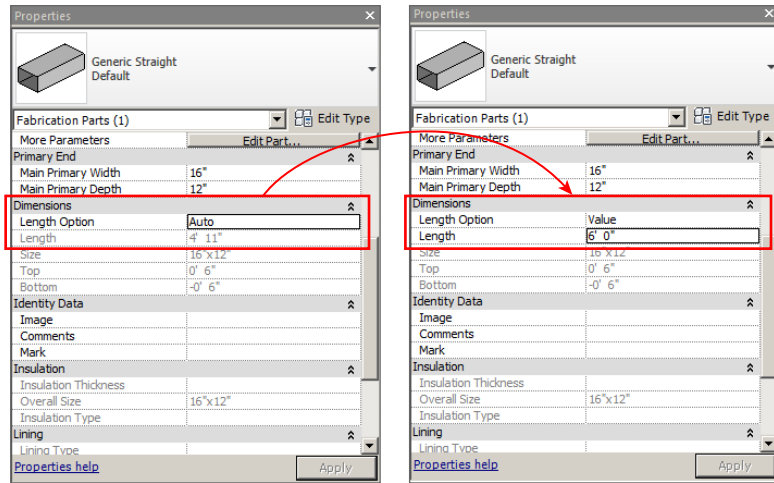 Properties
Generic Straight
Default
Fabrication Parts (1)
Edit Type
More Parameters Edit Part...
Primary End
Main Primary Width 16"
Main Primary Depth 12"
Dimensions
Length Option Auto
Length 4' 11"
Size 16"x12"
Top 0' 6"
Bottom -0' 6"
Identity Data
Image
Comments
Mark
Insulation
Insulation Thickness
Overall Size 16"x12"
Insulation Type
Lining
Lining Type
Properties help Apply
Properties
Generic Straight
Default
Fabrication Parts (1)
Edit Type
More Parameters Edit Part...
Primary End
Main Primary Width 16"
Main Primary Depth 12"
Dimensions
Length Option Value
Length 6' 0"
Size 16"x12"
Top 0' 6"
Bottom -0' 6"
Identity Data
Image
Comments
Mark
Insulation
Insulation Thickness
Overall Size 16"x12"
Insulation Type
Lining
Lining Type
Properties help Apply